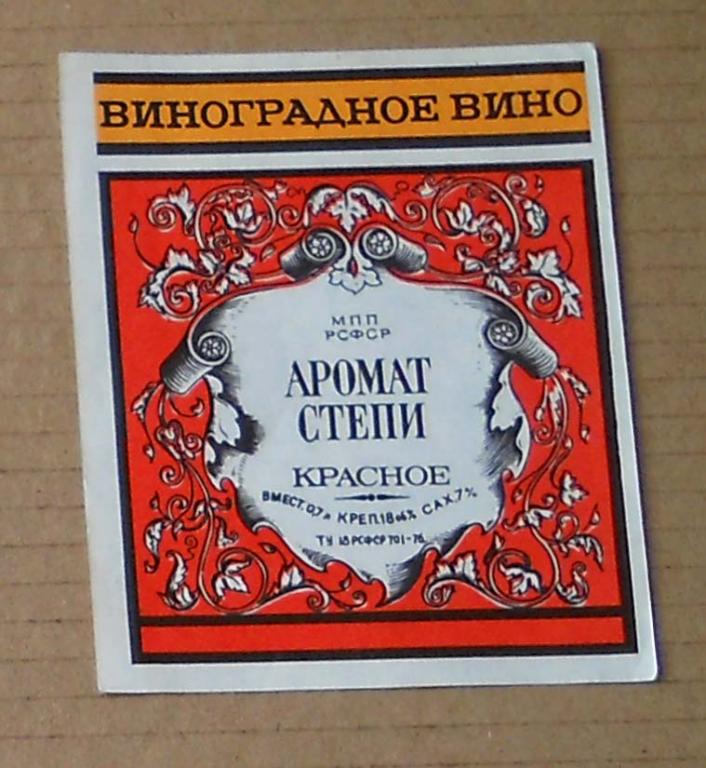 ВИНОГРАДНОЕ ВИНО
МПП
РСФСР
АРОМАТ
СТЕПИ
КРАСНОЕ
ВМЕСТ. 0,7 л КРЕП. 18 об% САХ. 7%
ТУ 18 РСФСР 701-76